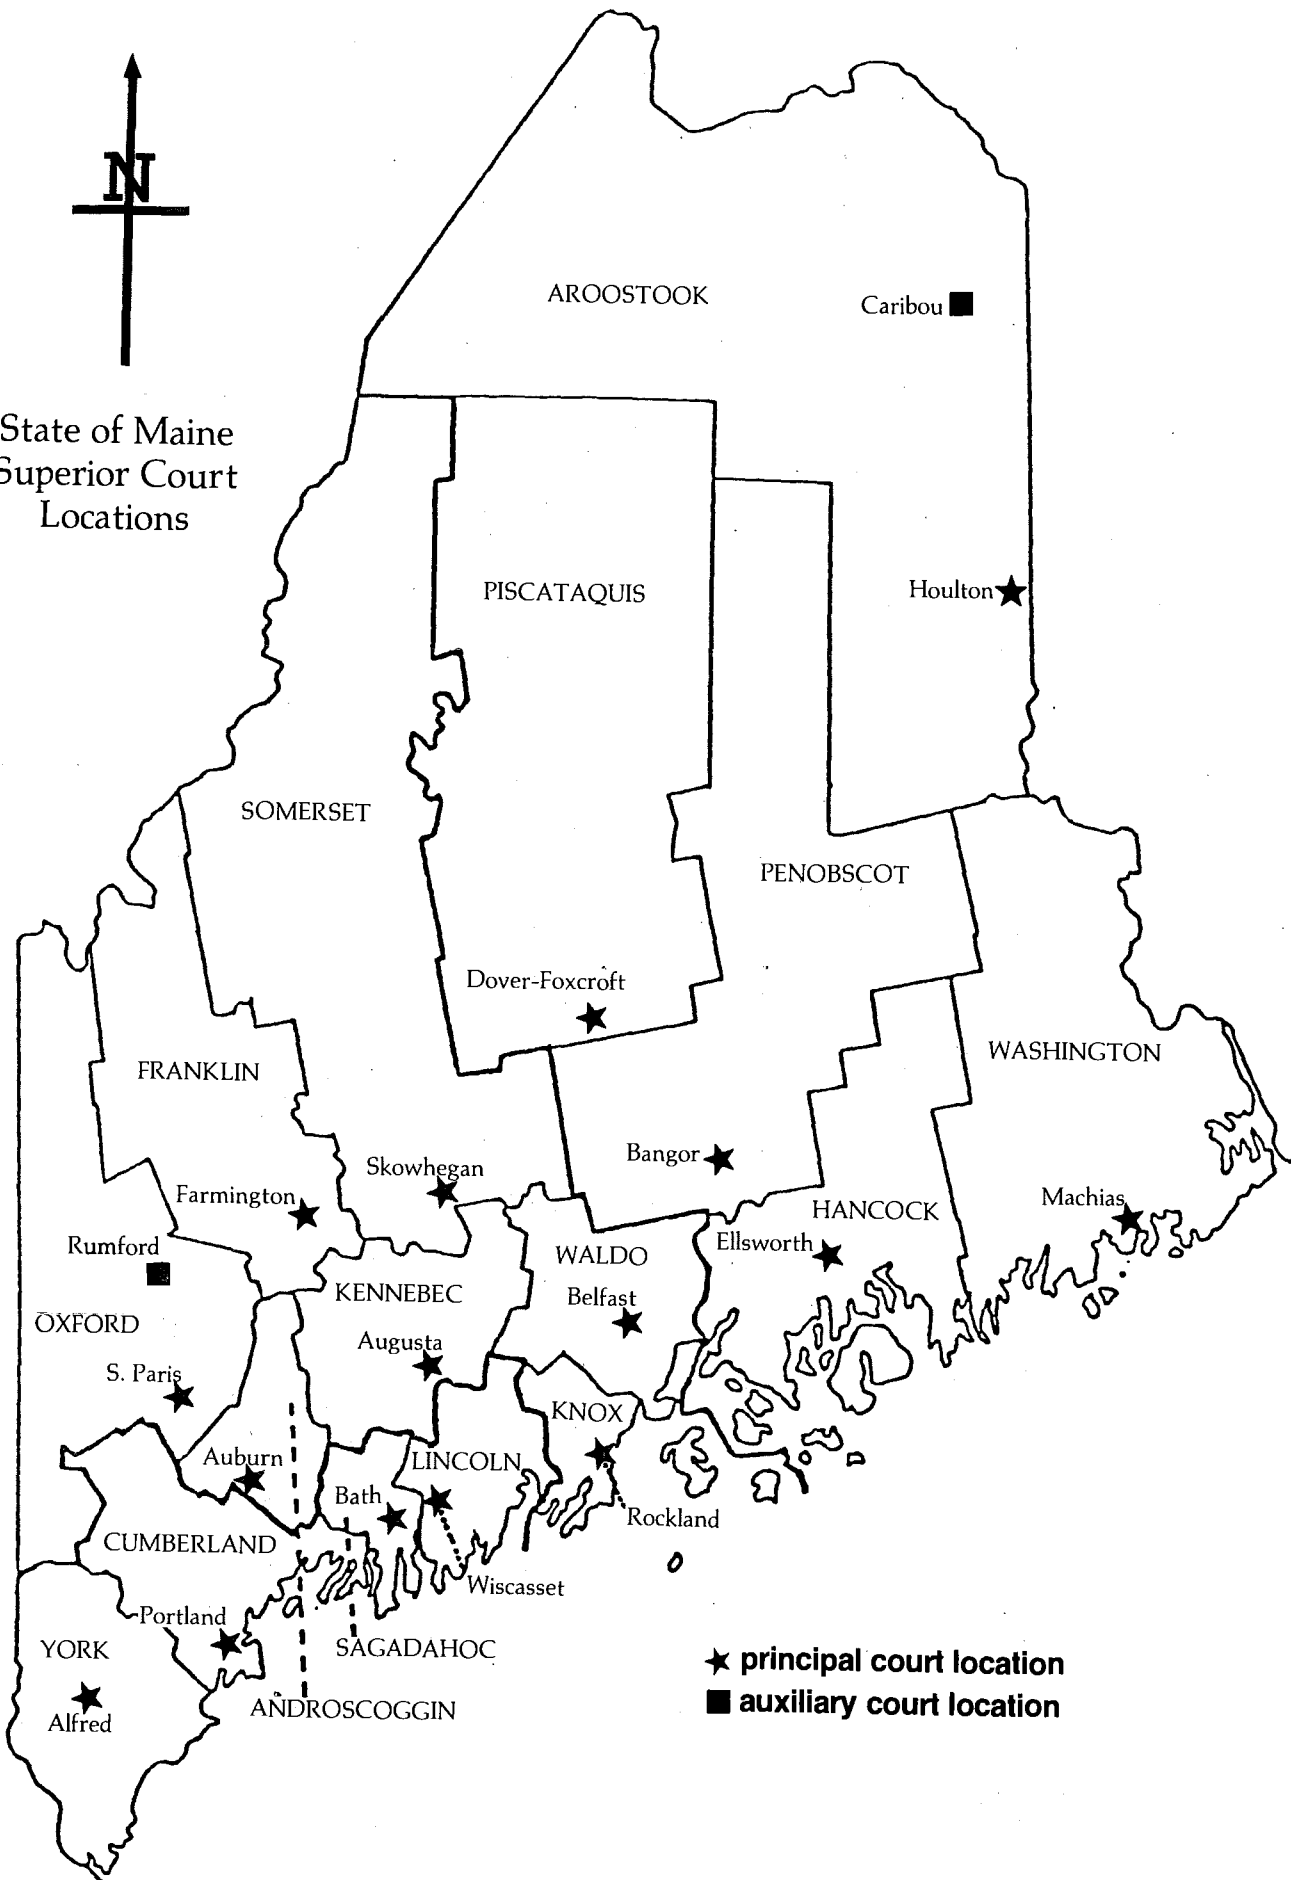 N
State of Maine
Superior Court
Locations
AROOSTOOK
Caribou
PISCATAQUIS
Houlton
SOMERSET
PENOBSCOT
Dover-Foxcroft
WASHINGTON
FRANKLIN
Bangor
Skowhegan
Farmington
Machias
HANCOCK
Rumford
Ellsworth
WALDO
KENNEBEC
Belfast
OXFORD
Augusta
S. Paris
KNOX
Auburn
LINCOLN
Bath
Rockland
CUMBERLAND
Wiscasset
Portland
YORK
SAGADAHOC
ANDROSCOGGIN
Alfred
principal court location
auxiliary court location